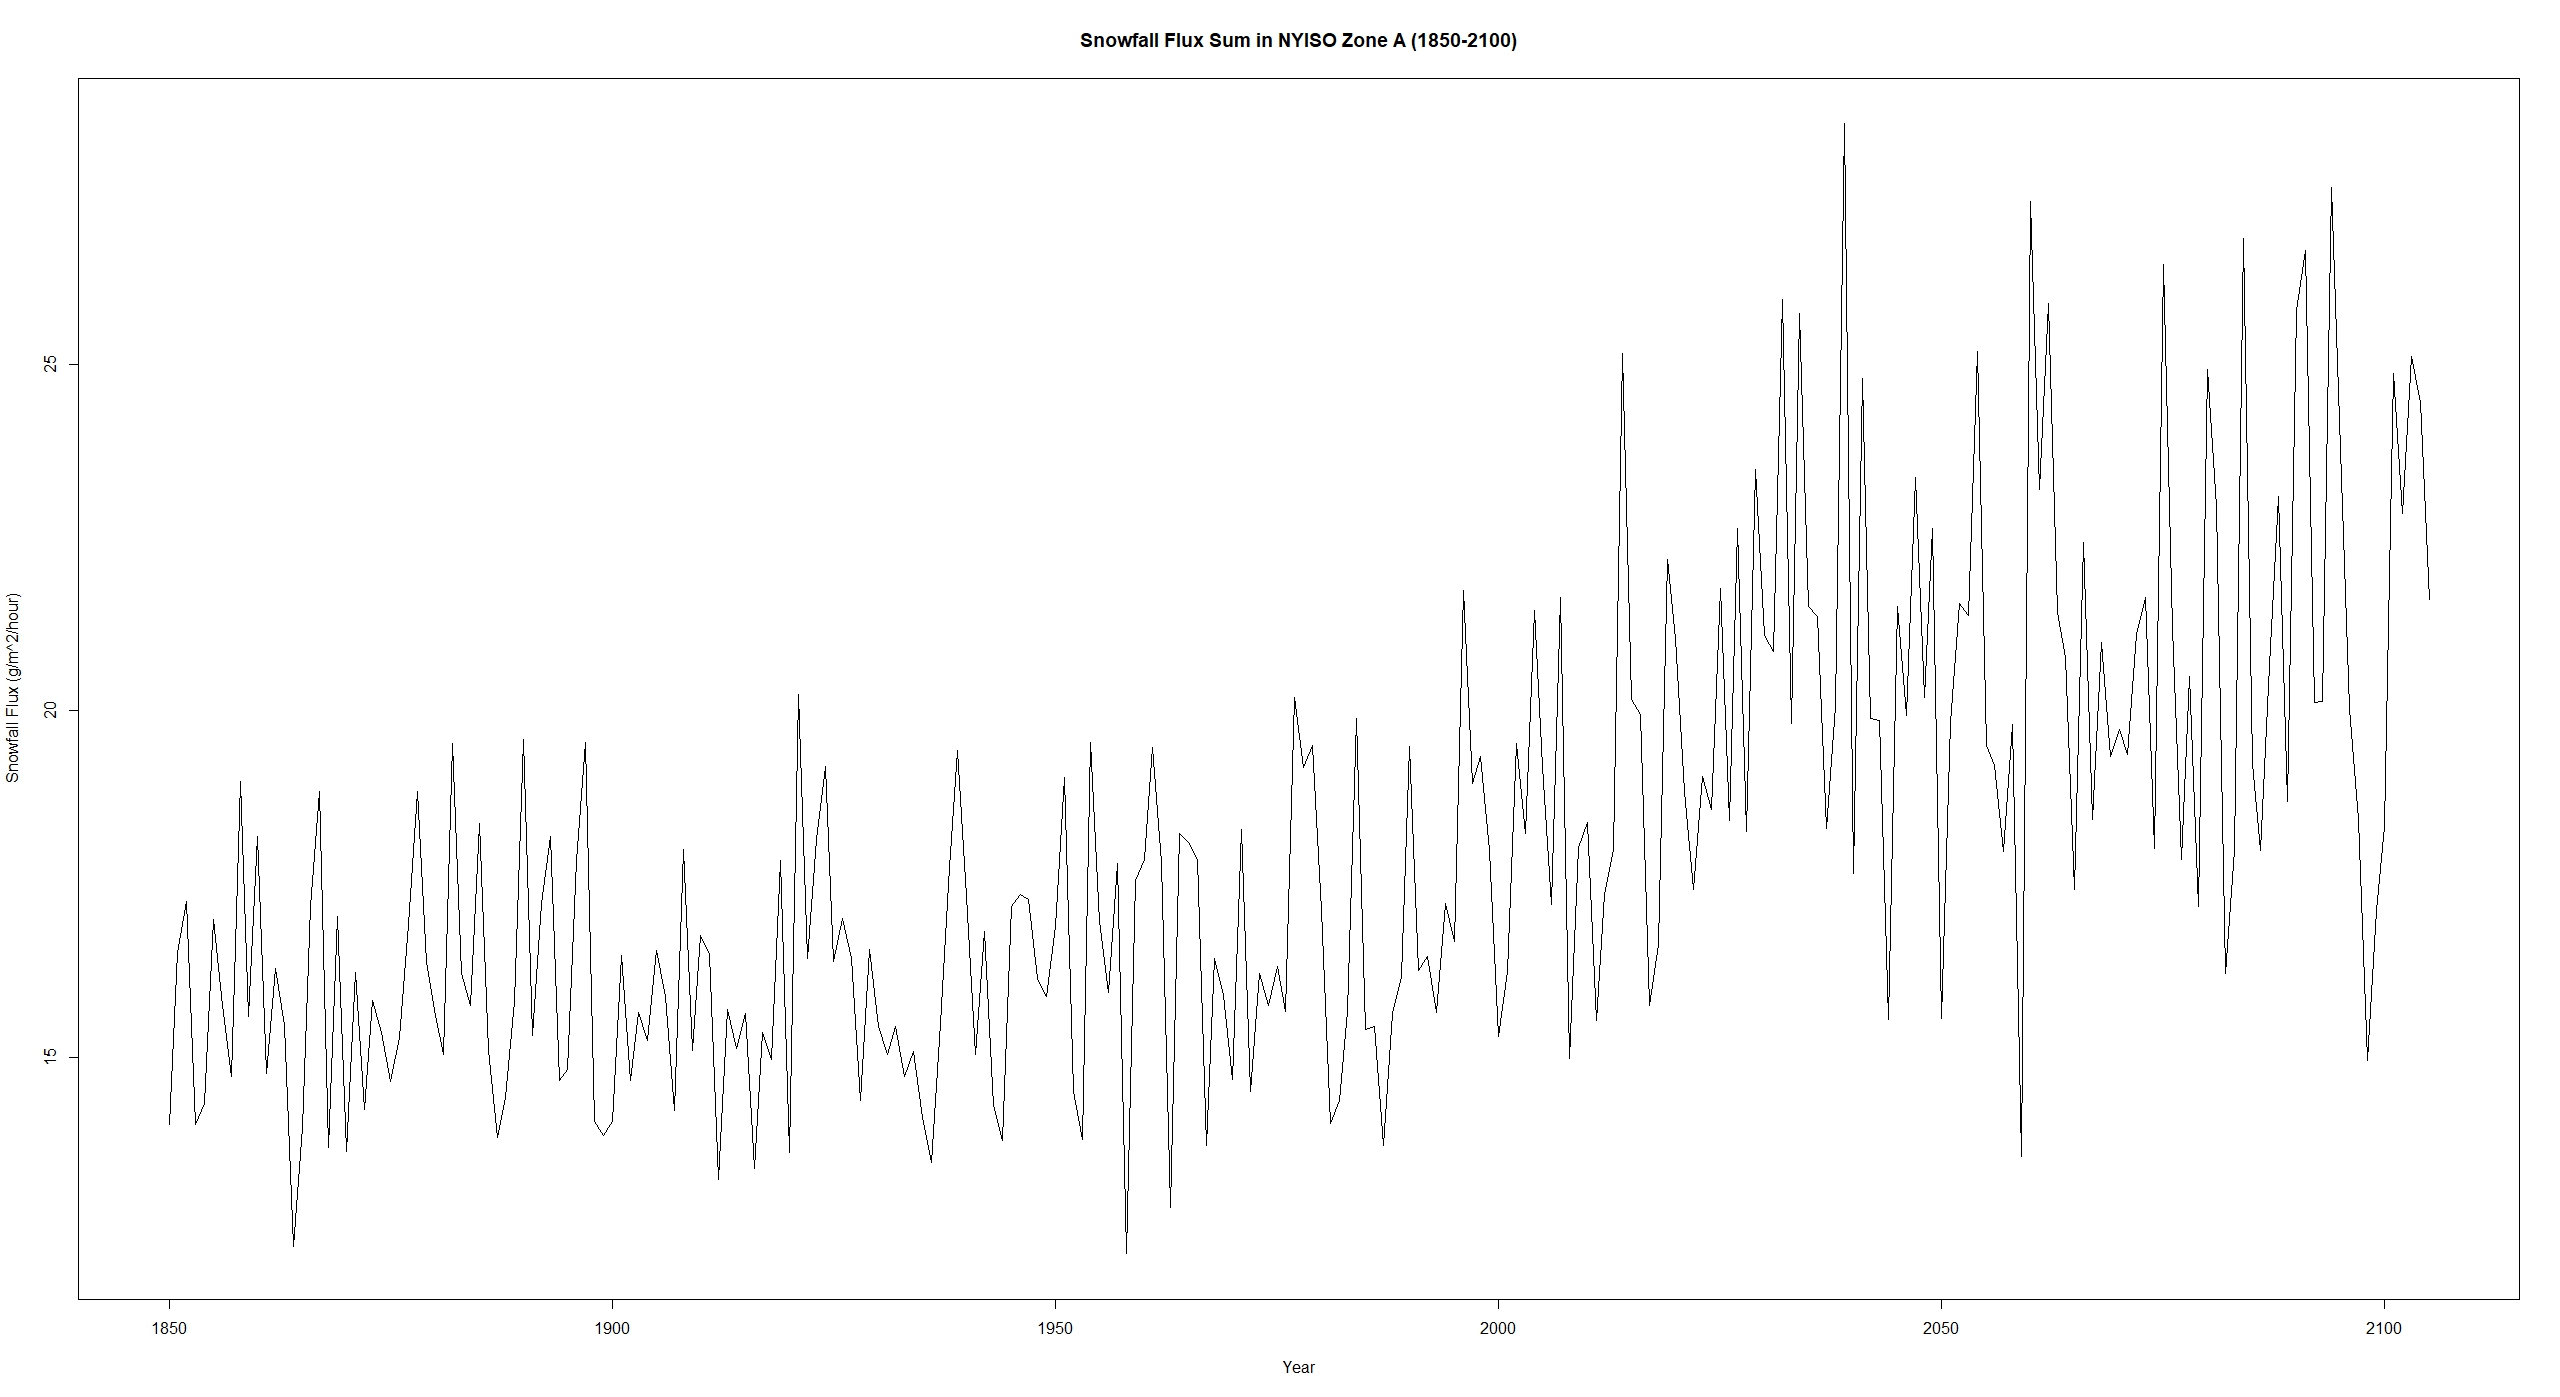 Snowfall Flux Sum in NYISO Zone A (1850-2100)
Snowfall Flux (g/m^2/hour)
25
20
15
1850 1900 1950 2000 2050 2100
Year